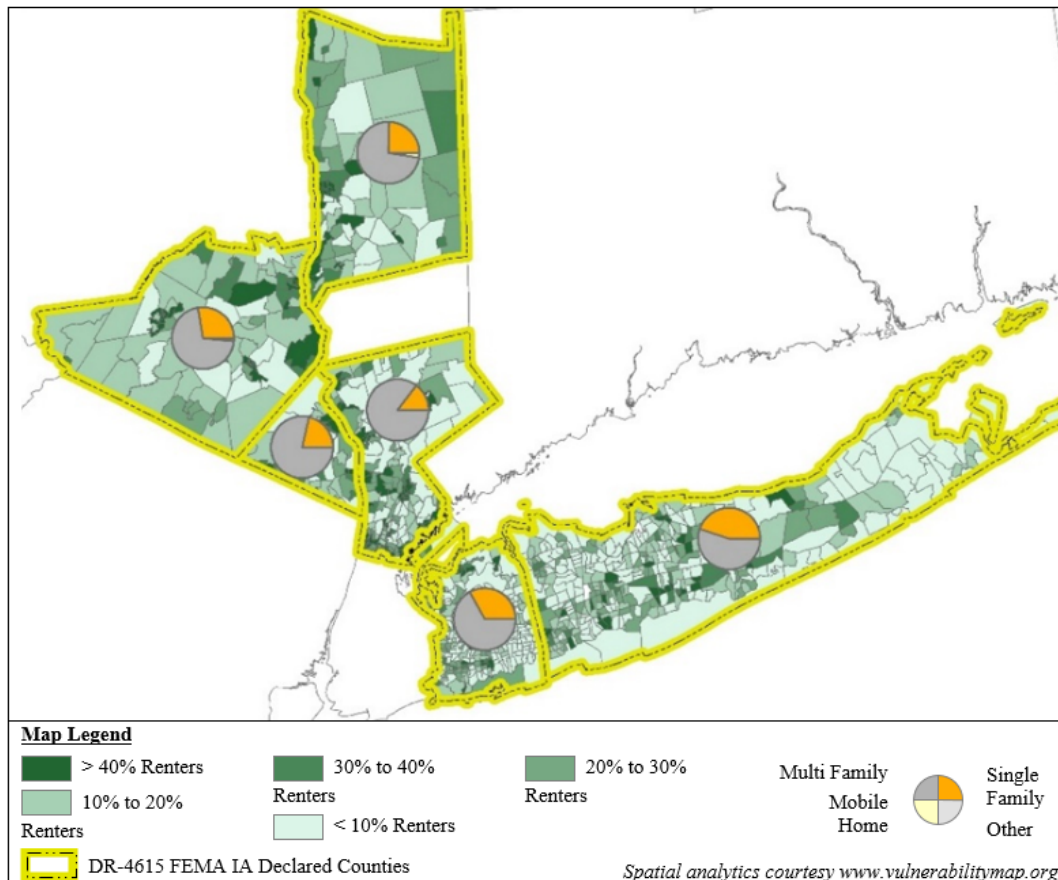 Map Legend
> 40% Renters
30% to 40%
Renters
20% to 30%
Renters
10% to 20%
Renters
< 10% Renters
Multi Family
Single
Family
Mobile
Home
Other
DR-4615 FEMA IA Declared Counties
Spatial analytics courtesy www.vulnerabilitymap.org